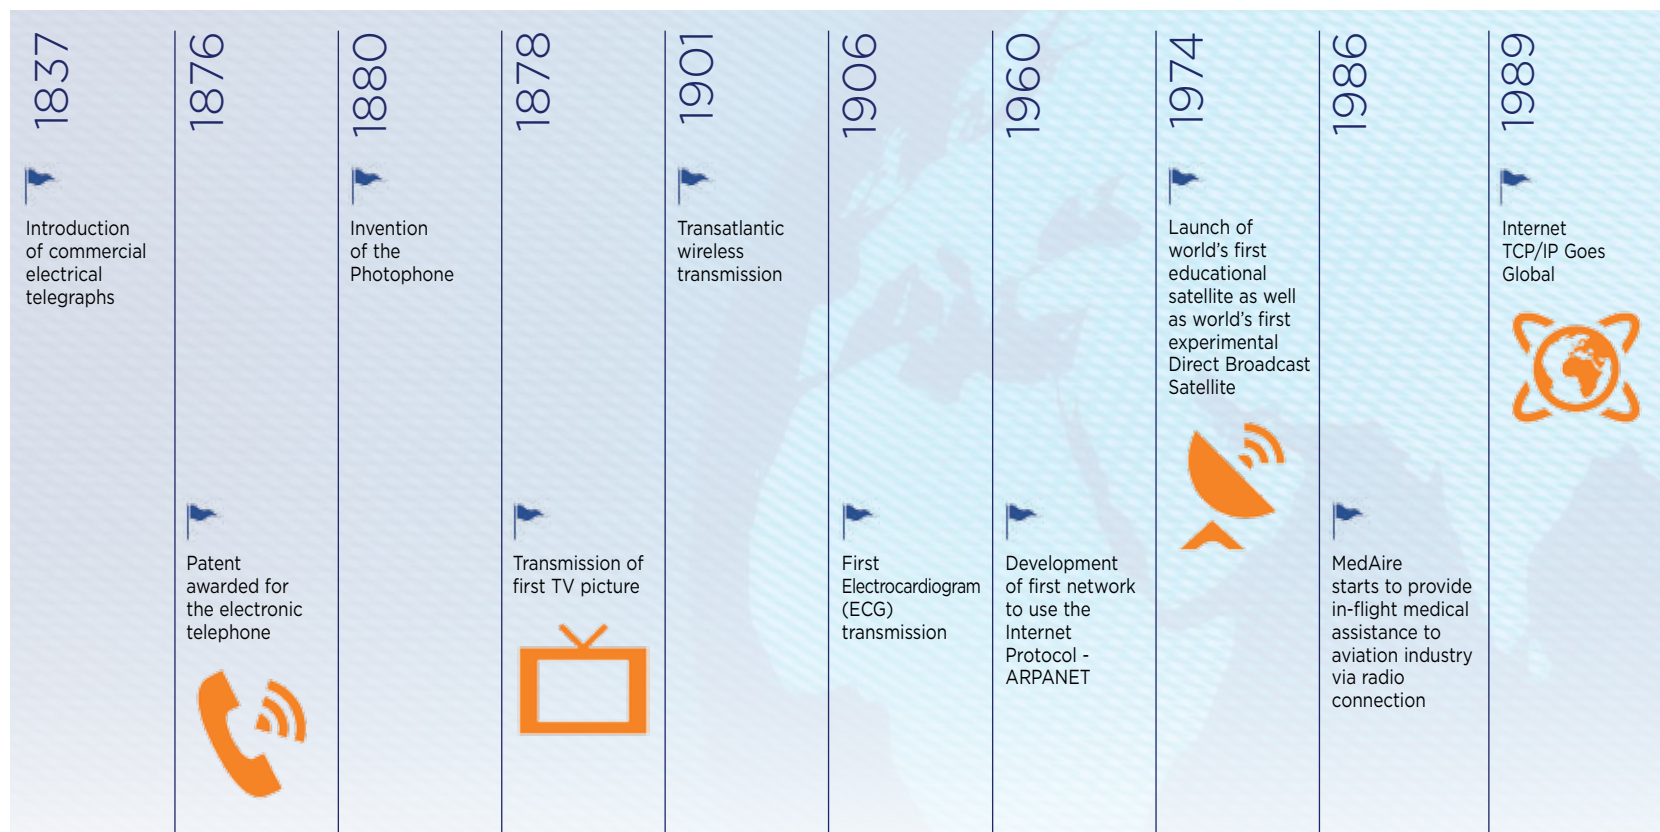 1837
Introduction
of commercial
electrical
telegraphs
1876
Patent
awarded for
the electronic
telephone
1880
Invention
of the
Photophone
1878
Transmission of
first TV picture
1901
Transatlantic
wireless
transmission
1906
First
Electrocardiogram
(ECG)
transmission
1960
Development
of first network
to use the
Internet
Protocol -
ARPANET
1974
Launch of
world's first
educational
satellite as well
as world's first
experimental
Direct Broadcast
Satellite
1986
MedAire
starts to provide
in-flight medical
assistance to
aviation industry
via radio
connection
1989
Internet
TCP/IP Goes
Global